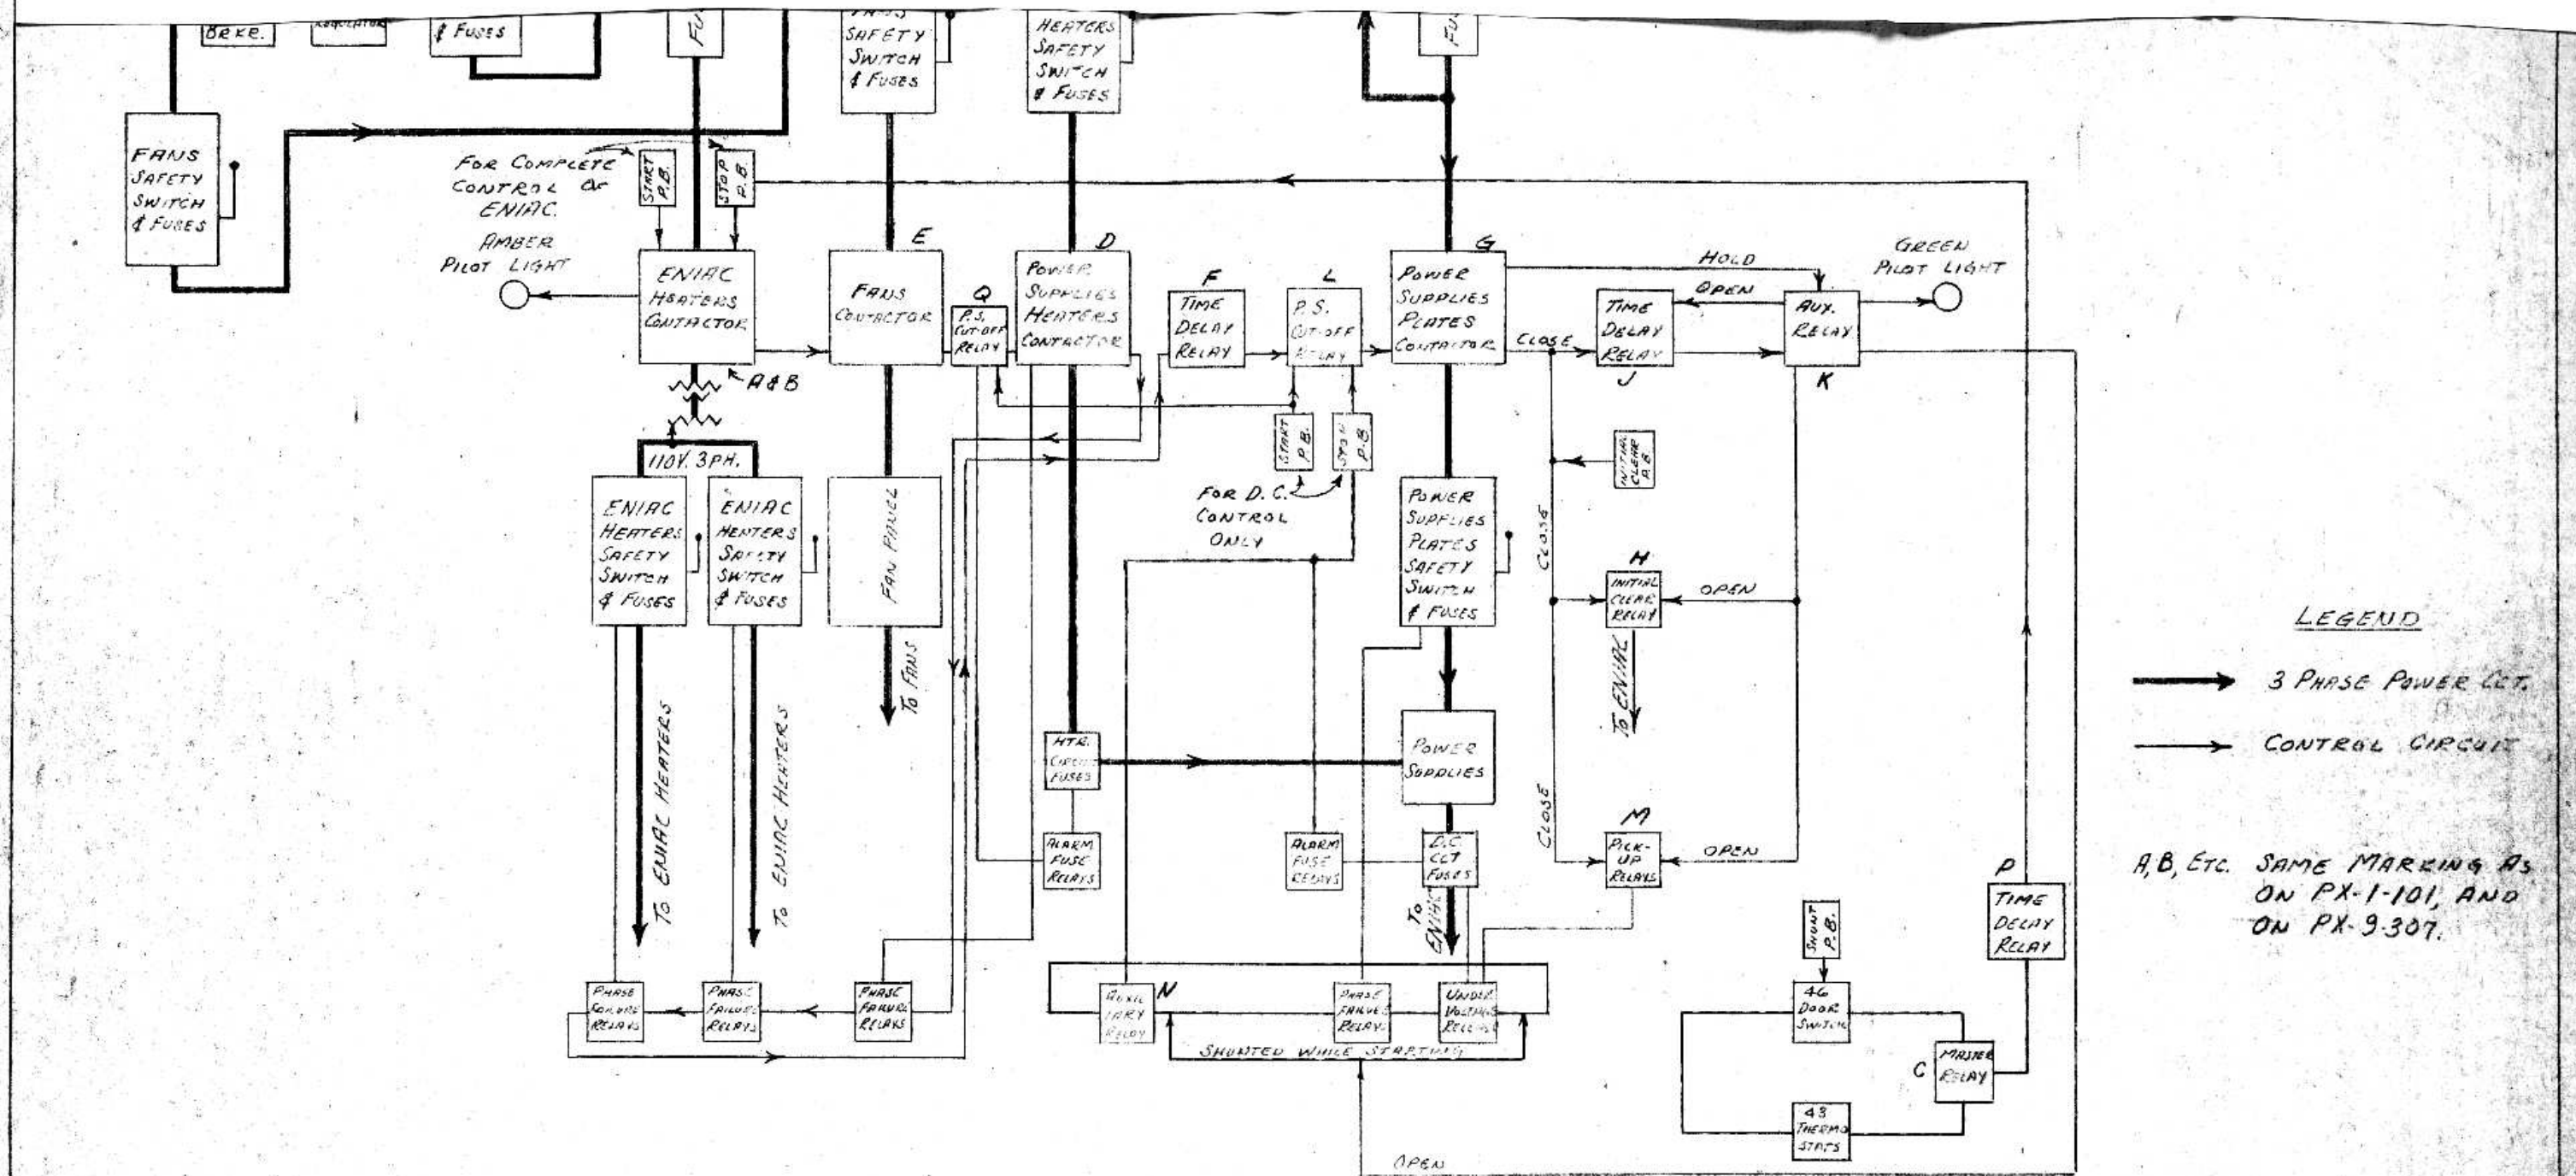 BRKR.
& FUSES
FU
SAFETY
SWITCH
& FUSES
HEATERS
SAFETY
SWITCH
& FUSES
FU
FANS
SAFETY
SWITCH
& FUSES
FOR COMPLETE
CONTROL OF
ENIAC.
START
P.B.
STOP
P.B.
AMBER
PILOT LIGHT
ENIAC
HEATERS
CONTACTOR
A & B
E
FANS
CONTACTOR
Q
P.S.
CUT-OFF
RELAY
D
POWER
SUPPLIES
HEATERS
CONTACTOR
F
TIME
DELAY
RELAY
L
P.S.
CUT-OFF
RELAY
G
POWER
SUPPLIES
PLATES
CONTACTOR
HOLD
OPEN
CLOSE
TIME
DELAY
RELAY
J
AUX.
RELAY
K
GREEN
PILOT LIGHT
110V. 3PH.
START
P.B.
STOP
P.B.
FOR D.C.
CONTROL
ONLY
INITIAL
CLEAR
P.B.
ENIAC
HEATERS
SAFETY
SWITCH
& FUSES
ENIAC
HEATERS
SAFETY
SWITCH
& FUSES
FAN PANEL
POWER
SUPPLIES
PLATES
SAFETY
SWITCH
& FUSES
CLOSE
H
INITIAL
CLEAR
RELAY
OPEN
TO ENIAC
TO FANS
TO ENIAC HEATERS
TO ENIAC HEATERS
HTR.
CIRCUIT
FUSES
POWER
SUPPLIES
ALARM
FUSE
RELAYS
ALARM
FUSE
RELAYS
D.C.
CCT
FUSES
TO
ENIAC
CLOSE
M
PICK-
UP
RELAYS
OPEN
PHASE
FAILURE
RELAYS
PHASE
FAILURE
RELAYS
PHASE
FAILURE
RELAYS
AUXIL
IARY
RELAY
N
PHASE
FAILURE
RELAYS
UNDER
VOLTAGE
RELEASE
SHUNTED WHILE STARTING
OPEN
SHUNT
P.B.
46
DOOR
SWITCH
43
THERMO
STATS
C
MASTER
RELAY
P
TIME
DELAY
RELAY
LEGEND
3 PHASE POWER CCT.
CONTROL CIRCUIT
A, B, ETC. SAME MARKING AS
ON PX-1-101, AND
ON PX-9-307.